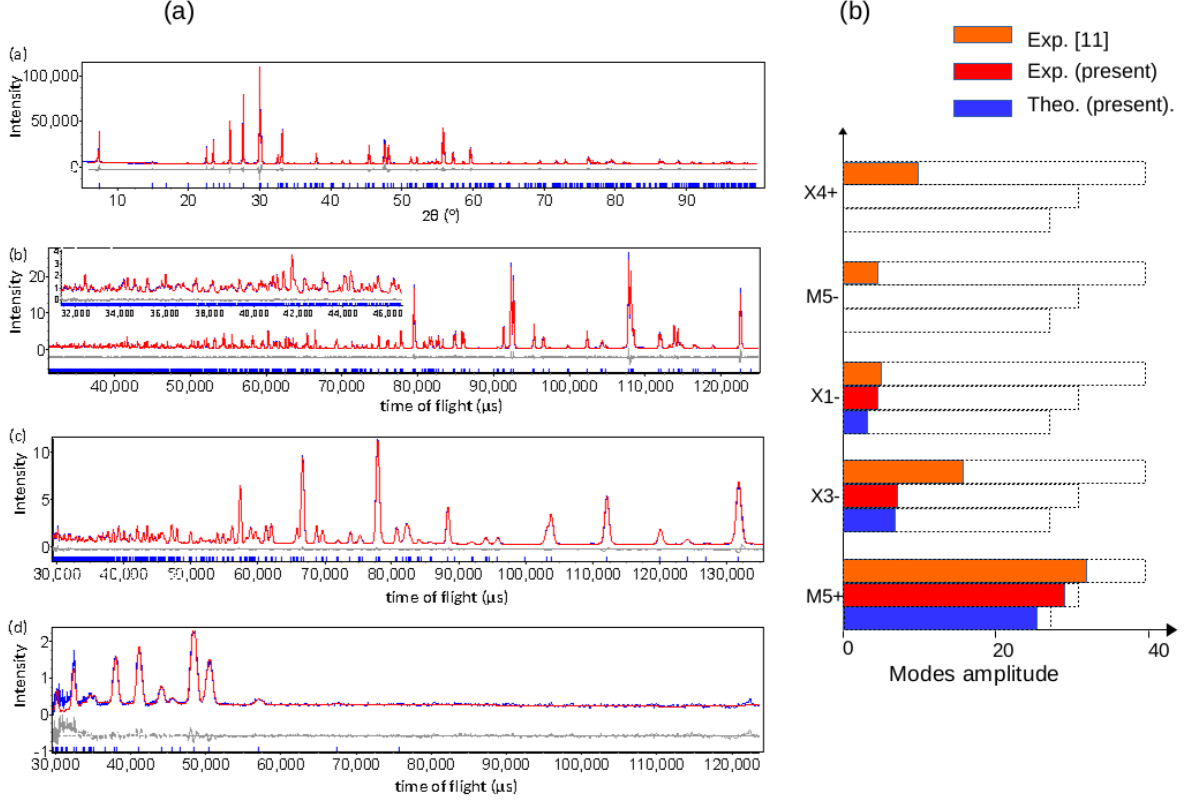 (a)
(a)
Intensity
100,000
50,000
0
10 20 30 40 50 60 70 80 90
2θ (°)
(b)
Intensity
20
10
0
4
3
2
1
0
32,000 34,000 36,000 38,000 40,000 42,000 44,000 46,000
40,000 50,000 60,000 70,000 80,000 90,000 100,000 110,000 120,000
time of flight (µs)
(c)
Intensity
10
5
0
30,000 40,000 50,000 60,000 70,000 80,000 90,000 100,000 110,000 120,000 130,000
time of flight (µs)
(d)
Intensity
2
1
0
-1
30,000 40,000 50,000 60,000 70,000 80,000 90,000 100,000 110,000 120,000
time of flight (µs)
(b)
Exp. [11]
Exp. (present)
Theo. (present).
X4+
M5-
X1-
X3-
M5+
0 20 40
Modes amplitude